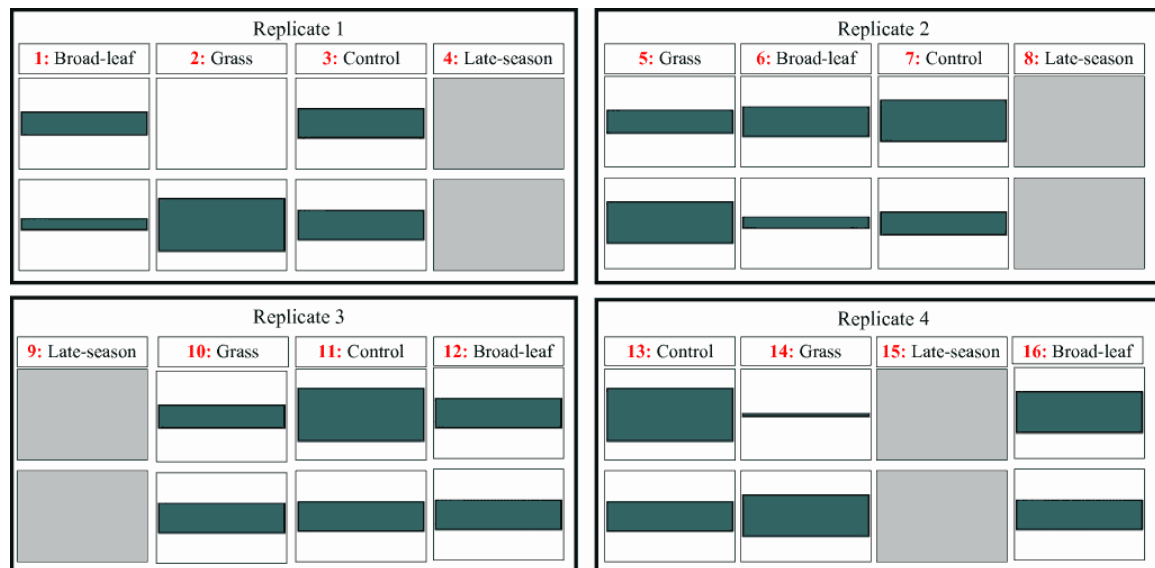 Replicate 1
1: Broad-leaf 2: Grass 3: Control 4: Late-season
Replicate 2
5: Grass 6: Broad-leaf 7: Control 8: Late-season
Replicate 3
9: Late-season 10: Grass 11: Control 12: Broad-leaf
Replicate 4
13: Control 14: Grass 15: Late-season 16: Broad-leaf